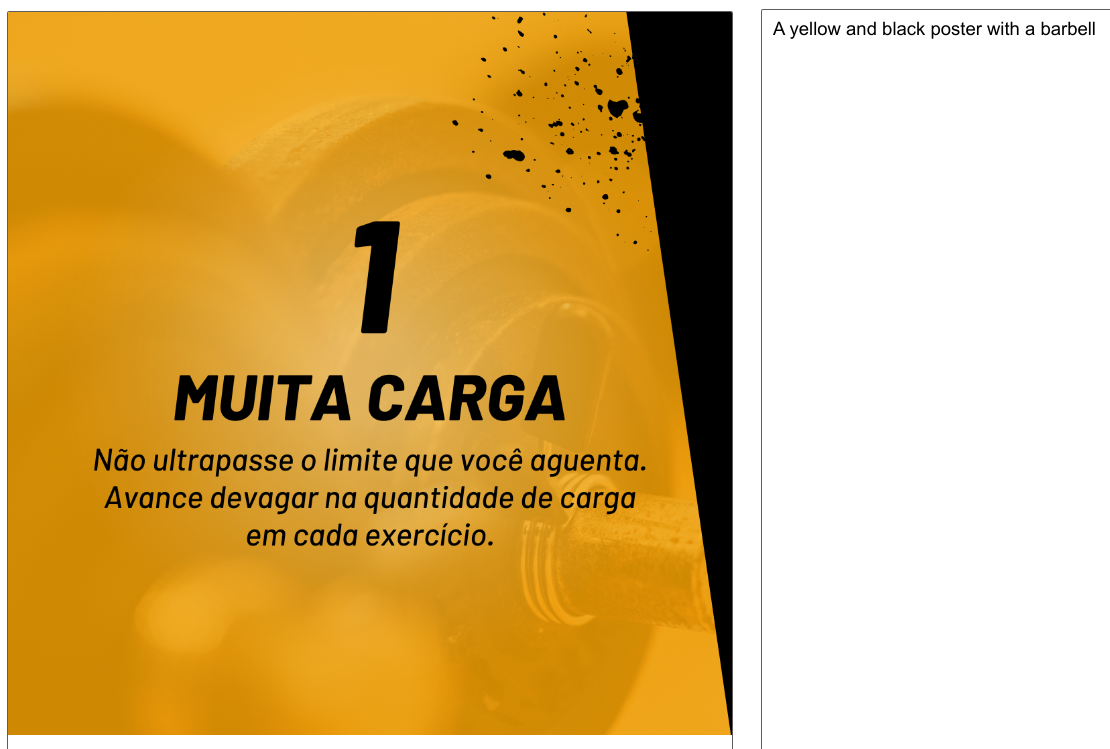 1
MUITA CARGA
Não ultrapasse o limite que você aguenta.
Avance devagar na quantidade de carga
em cada exercício.
A yellow and black poster with a barbell